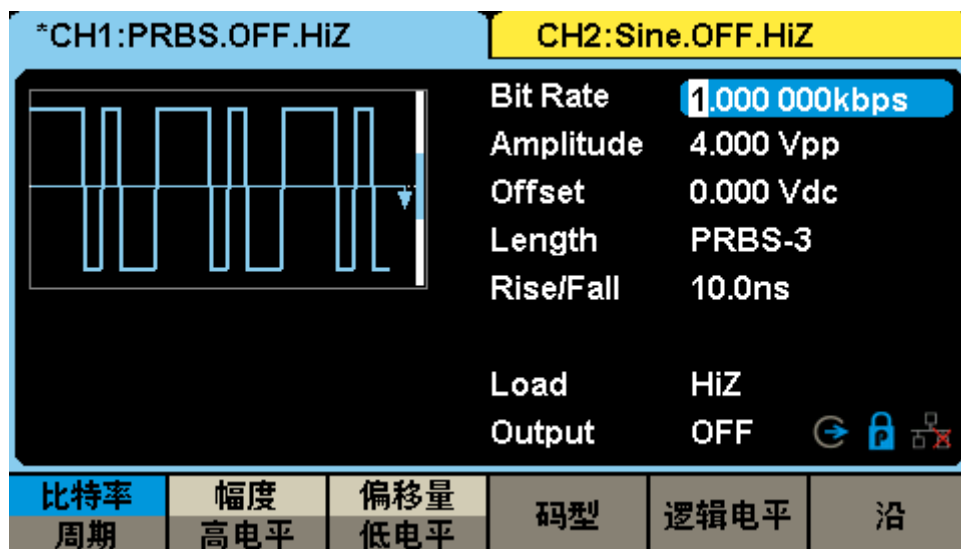 *CH1:PRBS.OFF.HiZ
CH2:Sine.OFF.HiZ
Bit Rate 1.000 000kbps
Amplitude 4.000 Vpp
Offset 0.000 Vdc
Length PRBS-3
Rise/Fall 10.0ns
Load HiZ
Output OFF
比特率 幅度 偏移量 码型 逻辑电平 沿
周期 高电平 低电平